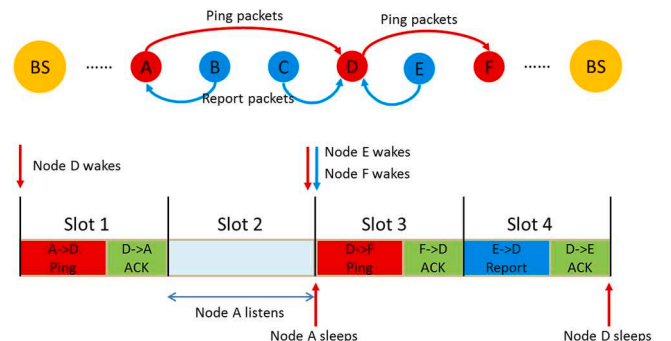 Ping packets
Ping packets
BS ...... A B C D E F ...... BS
Report packets
Node D wakes
Node E wakes
Node F wakes
Slot 1 Slot 2 Slot 3 Slot 4
A->D Ping
D->A ACK
D->F Ping
F->D ACK
E->D Report
D->E ACK
Node A listens
Node A sleeps
Node D sleeps